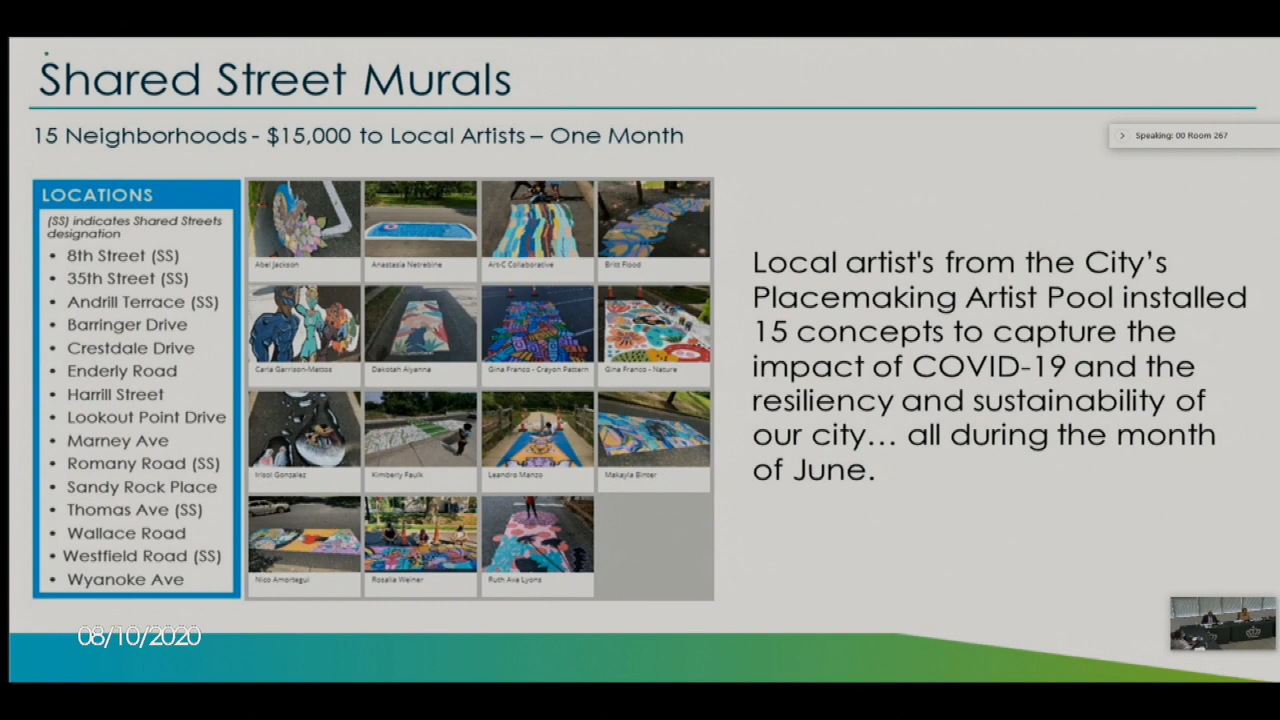 Shared Street Murals
15 Neighborhoods - $15,000 to Local Artists – One Month
Speaking: 00 Room 267
LOCATIONS
(SS) indicates Shared Streets
designation
• 8th Street (SS)
• 35th Street (SS)
• Andrill Terrace (SS)
• Barringer Drive
• Crestdale Drive
• Enderly Road
• Harrill Street
• Lookout Point Drive
• Marney Ave
• Romany Road (SS)
• Sandy Rock Place
• Thomas Ave (SS)
• Wallace Road
• Westfield Road (SS)
• Wyanoke Ave
Abel Jackson
Anastasia Netrebine
Art-C Collaborative
Britt Flood
Carla Garrison-Mattos
Dakotah Aiyanna
Gina Franco - Crayon Pattern
Gina Franco - Nature
Irisol Gonzalez
Kimberly Faulk
Leandro Manzo
Makayla Binter
Nico Amortegui
Rosalia Weiner
Ruth Ava Lyons
Local artist's from the City's
Placemaking Artist Pool installed
15 concepts to capture the
impact of COVID-19 and the
resiliency and sustainability of
our city… all during the month
of June.
08/10/2020